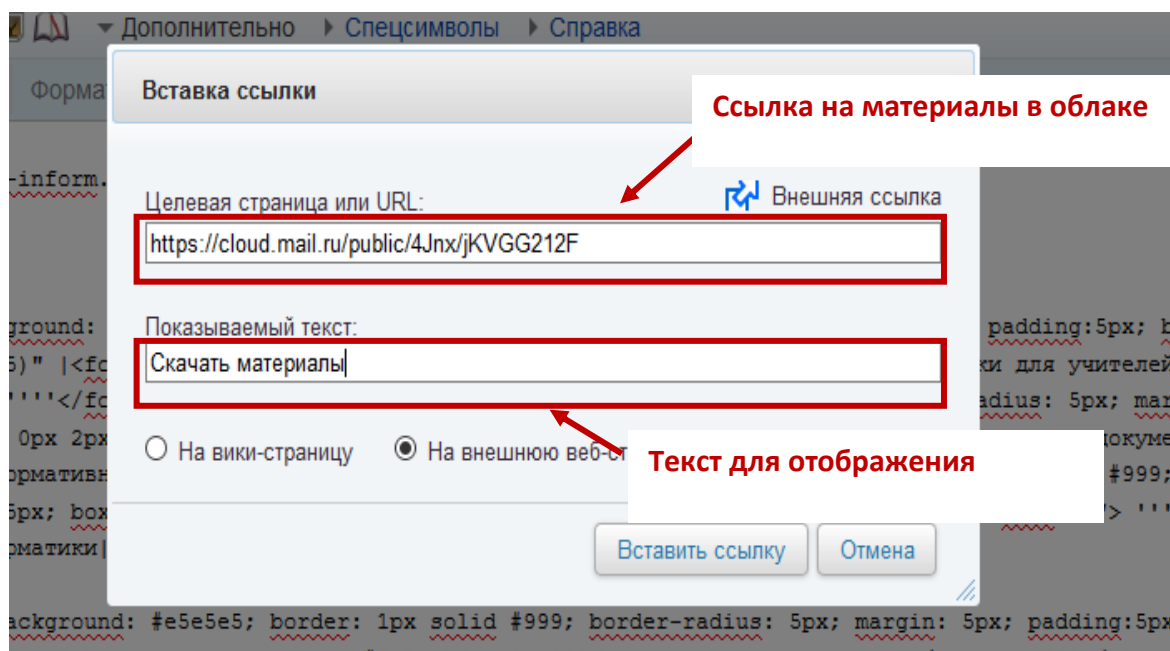 Дополнительно Спецсимволы Справка
Форма
Вставка ссылки
Ссылка на материалы в облаке
-inform.
Целевая страница или URL:
Внешняя ссылка
https://cloud.mail.ru/public/4Jnx/jKVGG212F
ground:
Показываемый текст:
padding:5px; b
5)" |<fo
Скачать материалы
ки для учителей
''''</fo
adius: 5px; mar
0px 2px
На вики-страницу
На внешнюю веб-ст
докуме
Текст для отображения
ормативн
#999;
5px; box
> '''
Вставить ссылку
Отмена
рматики|
ackground: #e5e5e5; border: 1px solid #999; border-radius: 5px; margin: 5px; padding:5px